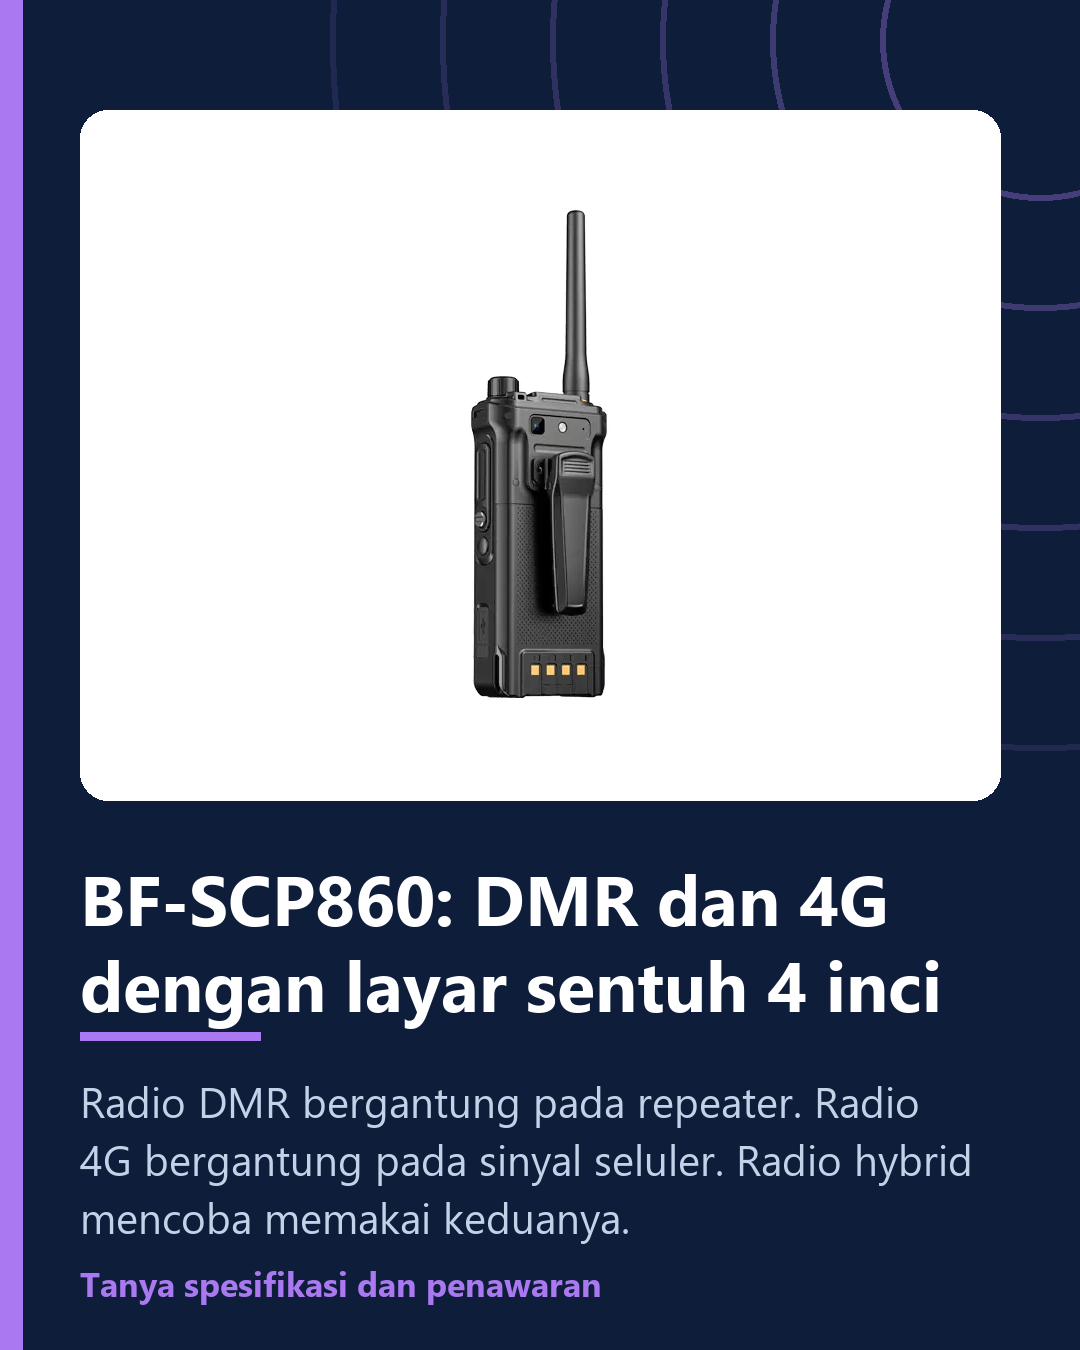 BF-SCP860: DMR dan 4G
dengan layar sentuh 4 inci
Radio DMR bergantung pada repeater. Radio
4G bergantung pada sinyal seluler. Radio hybrid
mencoba memakai keduanya.
Tanya spesifikasi dan penawaran